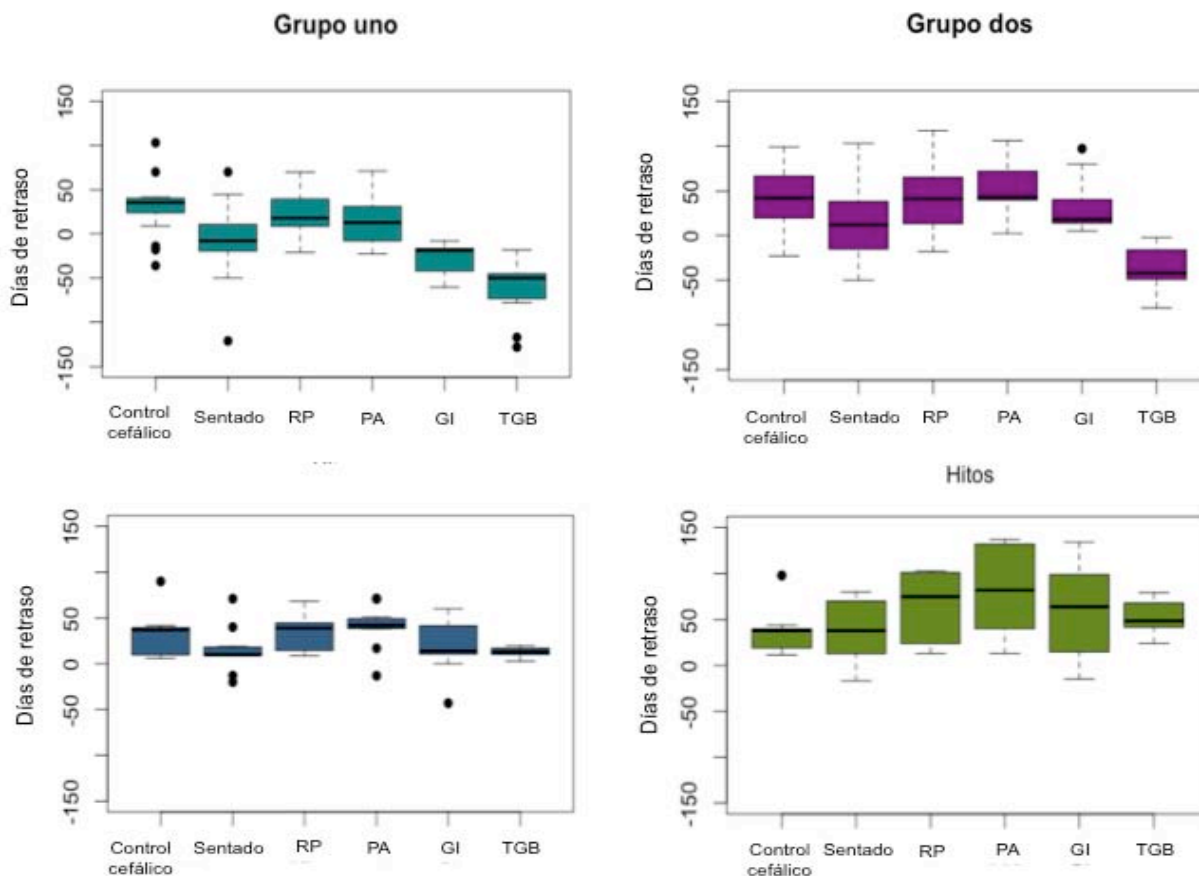 Grupo uno
Días de retraso
150
50
0
-50
-150
Control
cefálico
Sentado
RP
PA
GI
TGB
Grupo dos
Días de retraso
150
50
0
-50
-150
Control
cefálico
Sentado
RP
PA
GI
TGB
Días de retraso
150
50
0
-50
-150
Control
cefálico
Sentado
RP
PA
GI
TGB
Hitos
Días de retraso
150
50
0
-50
-150
Control
cefálico
Sentado
RP
PA
GI
TGB